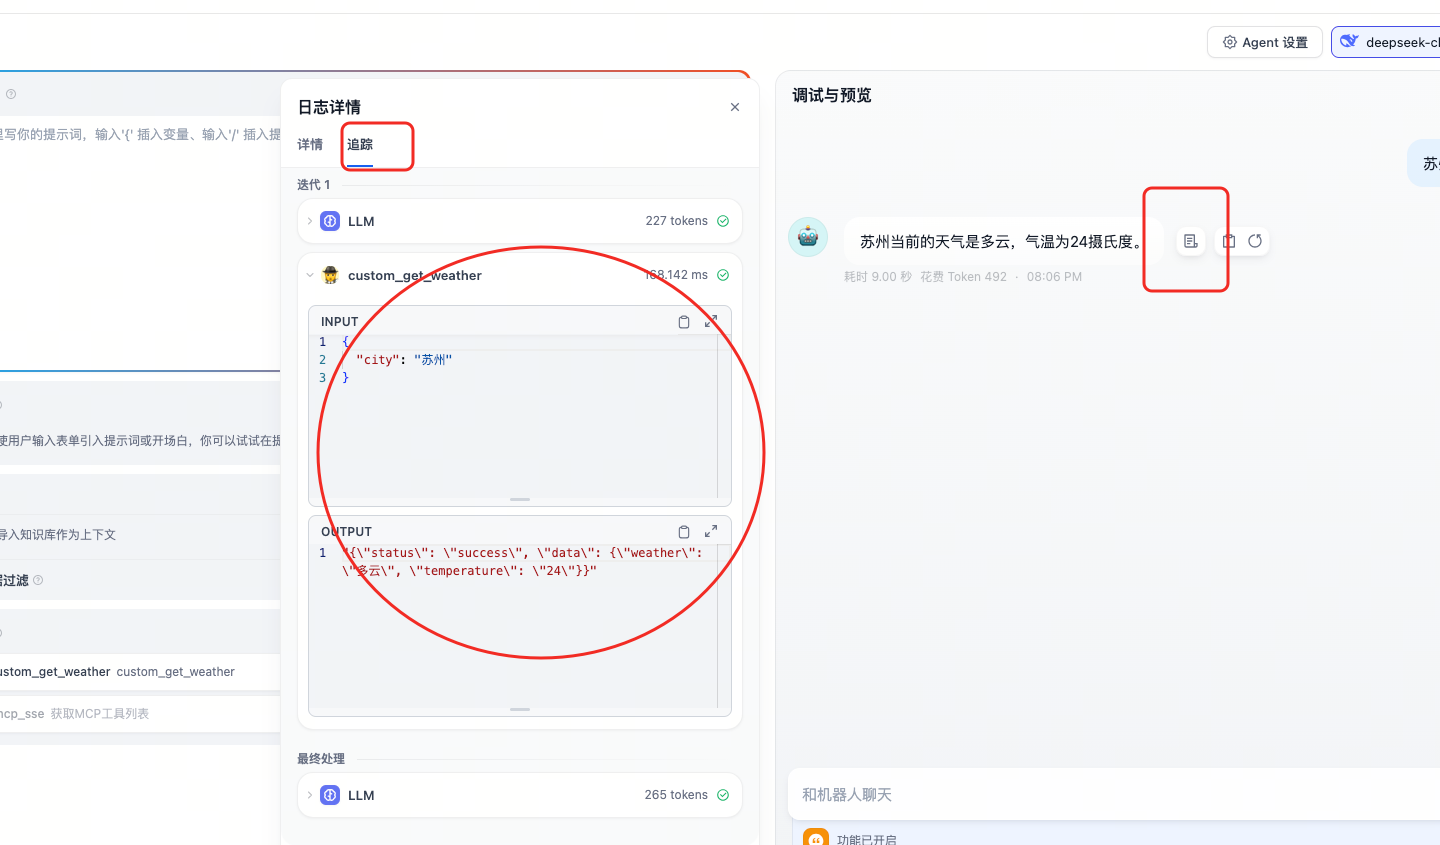 Agent 设置
deepseek-cl
日志详情
详情
追踪
写你的提示词，输入'{' 插入变量、输入'/' 插入提
迭代 1
LLM
227 tokens
custom_get_weather
168.142 ms
INPUT
1 {
2 "city": "苏州"
3 }
使用户输入表单引入提示词或开场白，你可以试试在提
OUTPUT
1 "{\"status\": \"success\", \"data\": {\"weather\":
\"多云\", \"temperature\": \"24\"}}"
导入知识库作为上下文
过滤
ustom_get_weather custom_get_weather
mcp_sse 获取MCP工具列表
最终处理
LLM
265 tokens
调试与预览
苏
苏州当前的天气是多云，气温为24摄氏度。
耗时 9.00 秒 花费 Token 492 · 08:06 PM
和机器人聊天
功能已开启